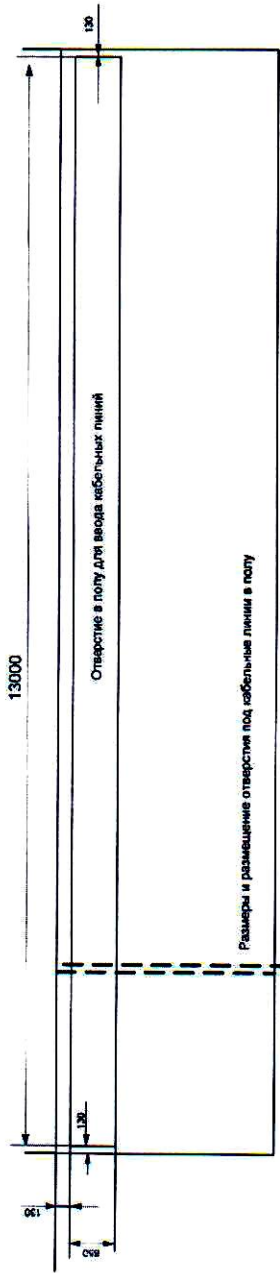 13000
130
Отверстие в полу для ввода кабельных линий
Размеры и размещение отверстия под кабельные линии в полу
130
130
850